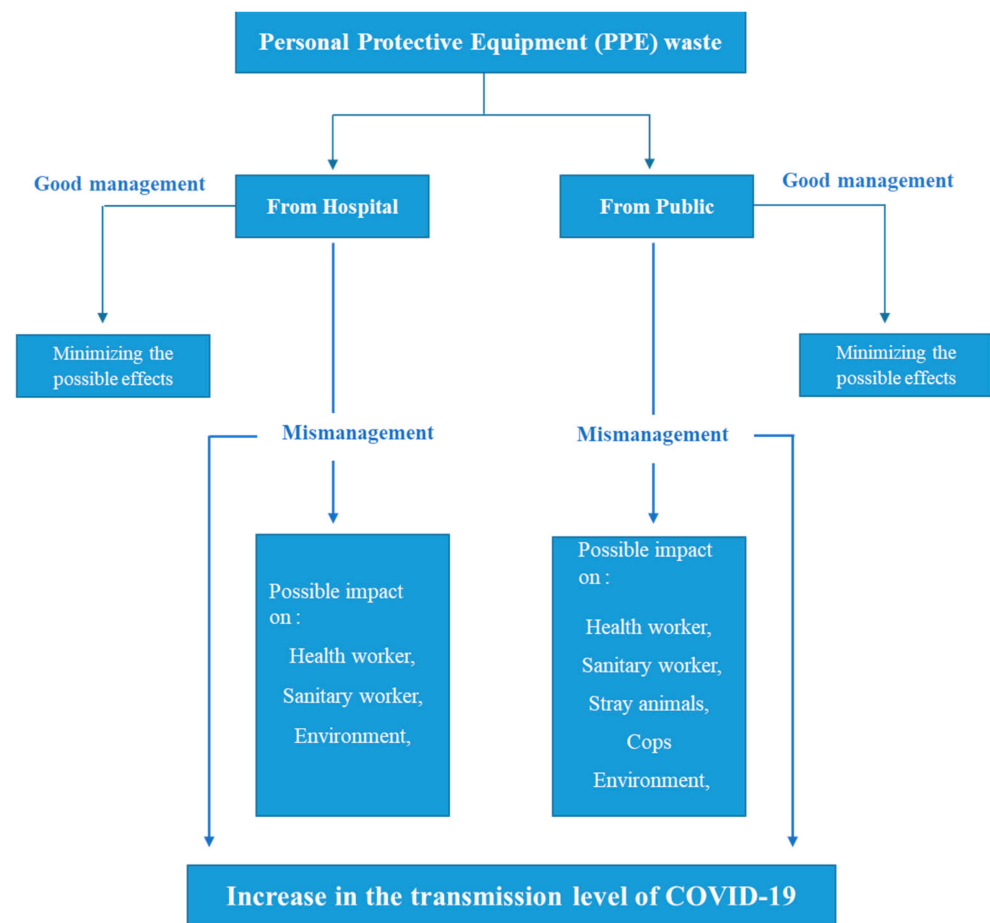 Personal Protective Equipment (PPE) waste
Good management
From Hospital
From Public
Good management
Minimizing the
possible effects
Minimizing the
possible effects
Mismanagement
Mismanagement
Possible impact
on :
Health worker,
Sanitary worker,
Environment,
Possible impact
on :
Health worker,
Sanitary worker,
Stray animals,
Cops
Environment,
Increase in the transmission level of COVID-19